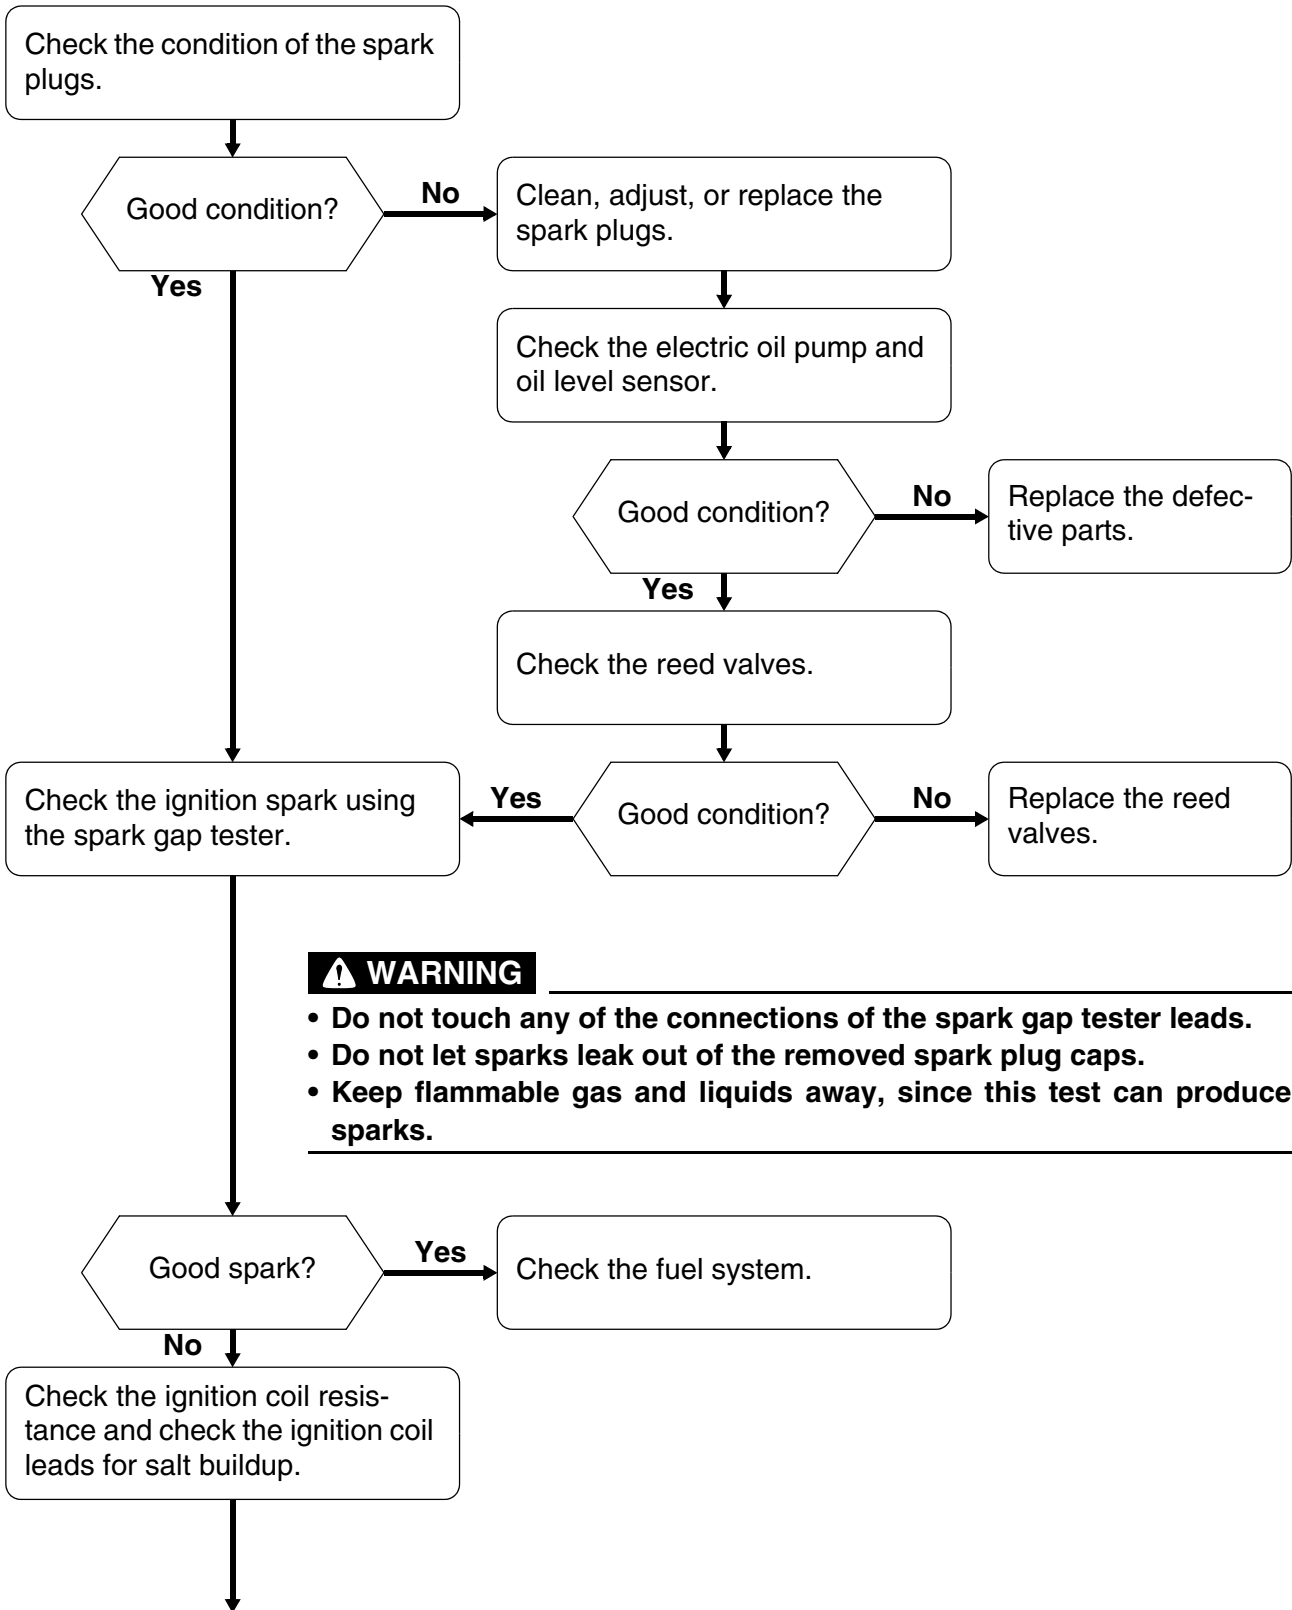 Check the condition of the spark
plugs.
Good condition?
No
Clean, adjust, or replace the
spark plugs.
Yes
Check the electric oil pump and
oil level sensor.
Good condition?
No
Replace the defec-
tive parts.
Yes
Check the reed valves.
Check the ignition spark using
the spark gap tester.
Yes
Good condition?
No
Replace the reed
valves.
WARNING
• Do not touch any of the connections of the spark gap tester leads.
• Do not let sparks leak out of the removed spark plug caps.
• Keep flammable gas and liquids away, since this test can produce
sparks.
Good spark?
Yes
Check the fuel system.
No
Check the ignition coil resis-
tance and check the ignition coil
leads for salt buildup.